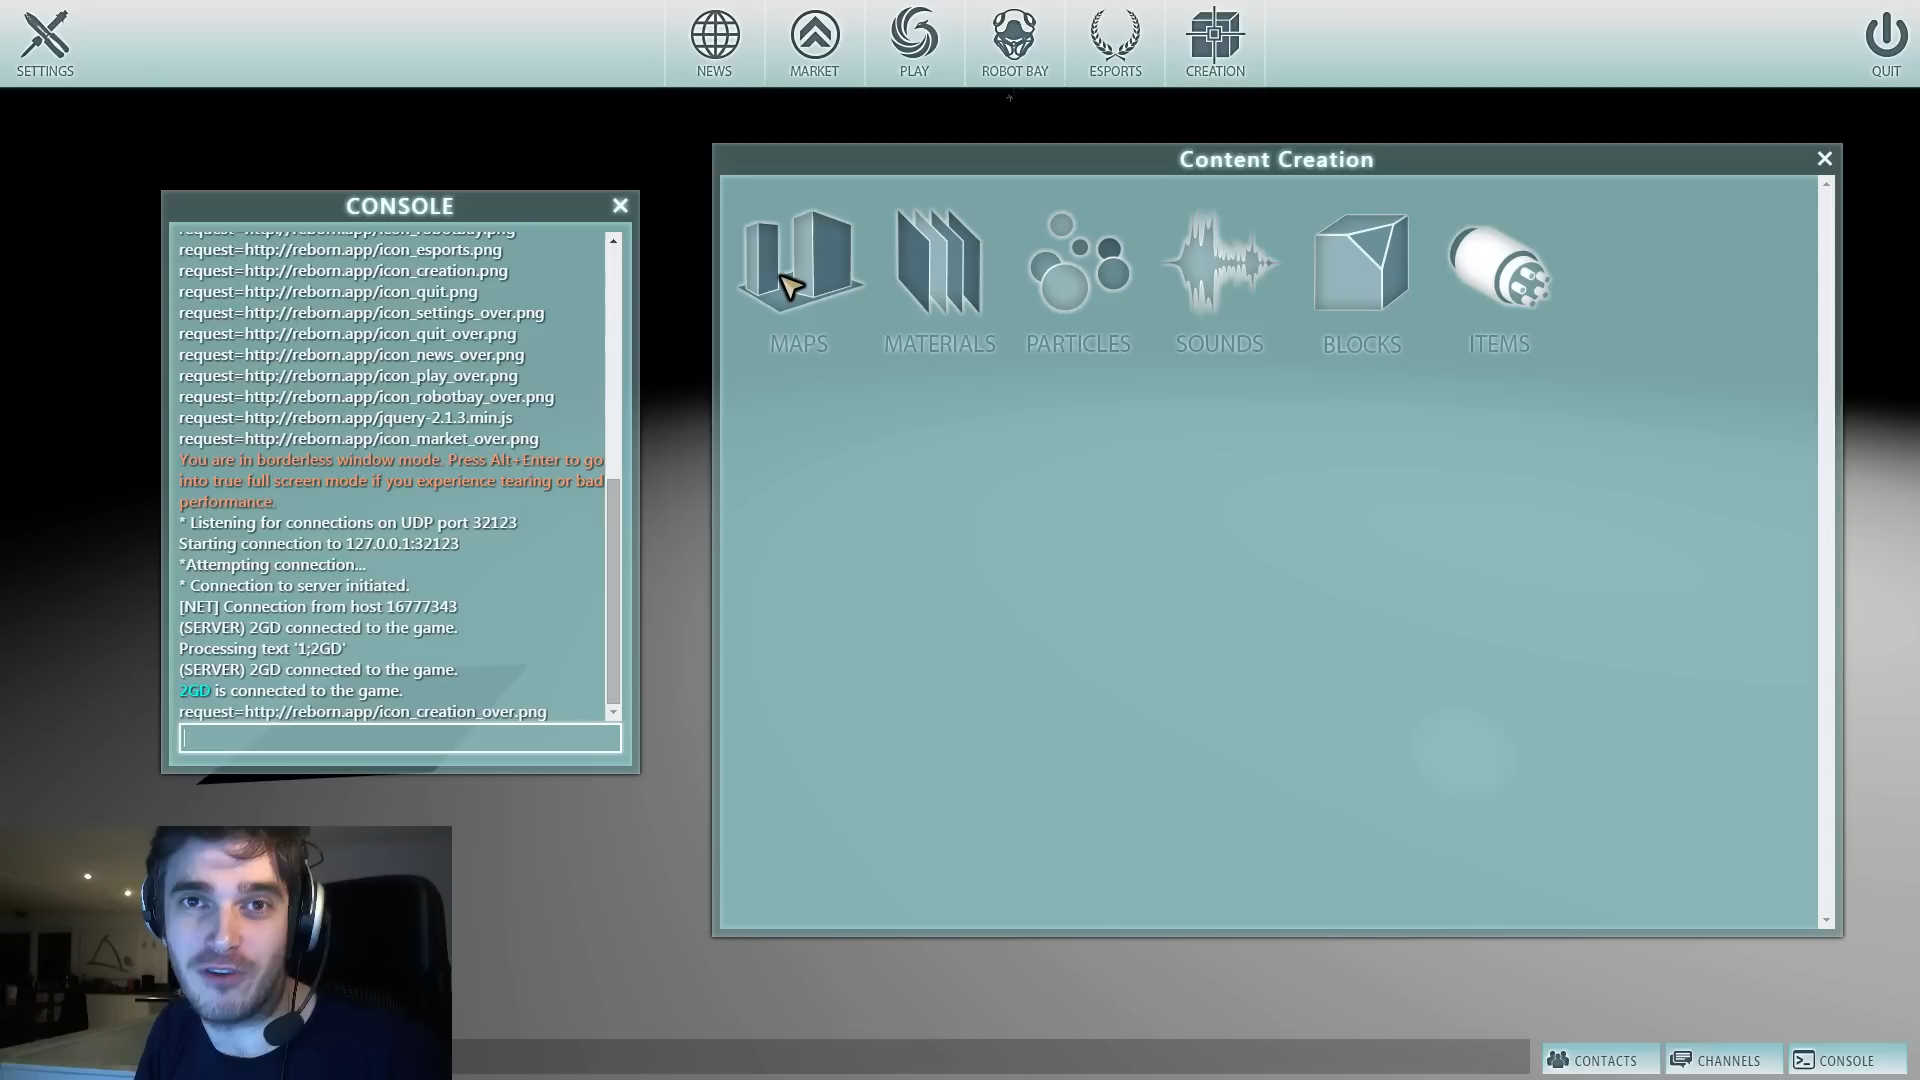 SETTINGS
NEWS
MARKET
PLAY
ROBOT BAY
ESPORTS
CREATION
QUIT
CONSOLE
request=http://reborn.app/icon_robotbay.png
request=http://reborn.app/icon_esports.png
request=http://reborn.app/icon_creation.png
request=http://reborn.app/icon_quit.png
request=http://reborn.app/icon_settings_over.png
request=http://reborn.app/icon_quit_over.png
request=http://reborn.app/icon_news_over.png
request=http://reborn.app/icon_play_over.png
request=http://reborn.app/icon_robotbay_over.png
request=http://reborn.app/jquery-2.1.3.min.js
request=http://reborn.app/icon_market_over.png
You are in borderless window mode. Press Alt+Enter to go
into true full screen mode if you experience tearing or bad
performance.
* Listening for connections on UDP port 32123
Starting connection to 127.0.0.1:32123
*Attempting connection...
* Connection to server initiated.
[NET] Connection from host 16777343
(SERVER) 2GD connected to the game.
Processing text '1;2GD'
(SERVER) 2GD connected to the game.
2GD is connected to the game.
request=http://reborn.app/icon_creation_over.png
Content Creation
MAPS
MATERIALS
PARTICLES
SOUNDS
BLOCKS
ITEMS
CONTACTS
CHANNELS
CONSOLE